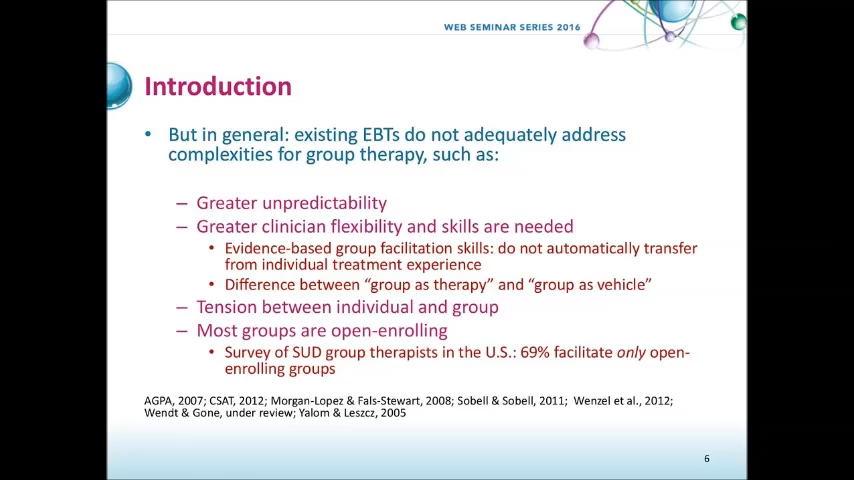 WEB SEMINAR SERIES 2016
Introduction
• But in general: existing EBTs do not adequately address
complexities for group therapy, such as:
– Greater unpredictability
– Greater clinician flexibility and skills are needed
• Evidence-based group facilitation skills: do not automatically transfer
from individual treatment experience
• Difference between “group as therapy” and “group as vehicle”
– Tension between individual and group
– Most groups are open-enrolling
• Survey of SUD group therapists in the U.S.: 69% facilitate only open-
enrolling groups
AGPA, 2007; CSAT, 2012; Morgan-Lopez & Fals-Stewart, 2008; Sobell & Sobell, 2011; Wenzel et al., 2012;
Wendt & Gone, under review; Yalom & Leszcz, 2005
6